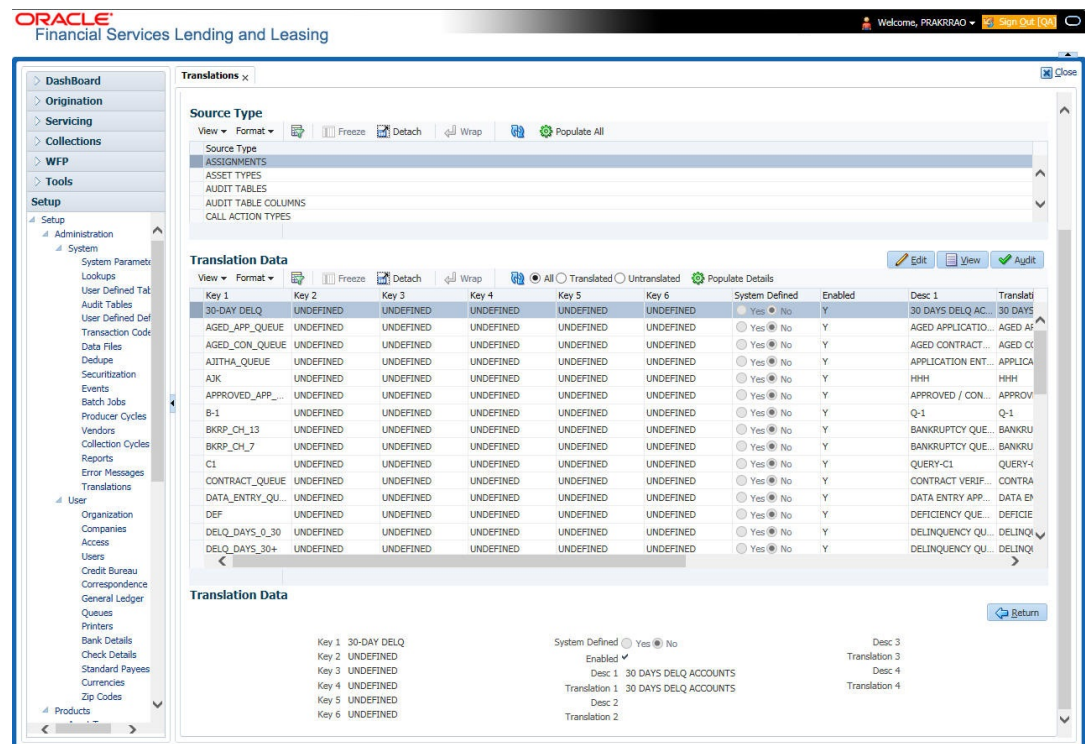 ORACLE
Financial Services Lending and Leasing
Welcome, PRAKRRAO
Sign Out [QA]
DashBoard
Origination
Servicing
Collections
WFP
Tools
Setup
Setup
Administration
System
System Paramete
Lookups
User Defined Tab
Audit Tables
User Defined Def
Transaction Code
Data Files
Dedupe
Securitization
Events
Batch Jobs
Producer Cycles
Vendors
Collection Cycles
Reports
Error Messages
Translations
User
Organization
Companies
Access
Users
Credit Bureau
Correspondence
General Ledger
Queues
Printers
Bank Details
Check Details
Standard Payees
Currencies
Zip Codes
Products
Translations x
Close
Source Type
View Format Freeze Detach Wrap Populate All
Source Type
ASSIGNMENTS
ASSET TYPES
AUDIT TABLES
AUDIT TABLE COLUMNS
CALL ACTION TYPES
Translation Data
Edit View Audit
View Format Freeze Detach Wrap All Translated Untranslated Populate Details
Key 1 Key 2 Key 3 Key 4 Key 5 Key 6 System Defined Enabled Desc 1 Translati
30-DAY DELQ UNDEFINED UNDEFINED UNDEFINED UNDEFINED UNDEFINED Yes No Y 30 DAYS DELQ AC... 30 DAYS
AGED_APP_QUEUE UNDEFINED UNDEFINED UNDEFINED UNDEFINED UNDEFINED Yes No Y AGED APPLICATIO... AGED AP
AGED_CON_QUEUE UNDEFINED UNDEFINED UNDEFINED UNDEFINED UNDEFINED Yes No Y AGED CONTRACT... AGED CO
AJITHA_QUEUE UNDEFINED UNDEFINED UNDEFINED UNDEFINED UNDEFINED Yes No Y APPLICATION ENT... APPLICA
AJK UNDEFINED UNDEFINED UNDEFINED UNDEFINED UNDEFINED Yes No Y HHH HHH
APPROVED_APP_... UNDEFINED UNDEFINED UNDEFINED UNDEFINED UNDEFINED Yes No Y APPROVED / CON... APPROV
B-1 UNDEFINED UNDEFINED UNDEFINED UNDEFINED UNDEFINED Yes No Y Q-1 Q-1
BKRP_CH_13 UNDEFINED UNDEFINED UNDEFINED UNDEFINED UNDEFINED Yes No Y BANKRUPTCY QUE... BANKRU
BKRP_CH_7 UNDEFINED UNDEFINED UNDEFINED UNDEFINED UNDEFINED Yes No Y BANKRUPTCY QUE... BANKRU
C1 UNDEFINED UNDEFINED UNDEFINED UNDEFINED UNDEFINED Yes No Y QUERY-C1 QUERY-C
CONTRACT_QUEUE UNDEFINED UNDEFINED UNDEFINED UNDEFINED UNDEFINED Yes No Y CONTRACT VERIF... CONTRA
DATA_ENTRY_QU... UNDEFINED UNDEFINED UNDEFINED UNDEFINED UNDEFINED Yes No Y DATA ENTRY APP... DATA EN
DEF UNDEFINED UNDEFINED UNDEFINED UNDEFINED UNDEFINED Yes No Y DEFICIENCY QUE... DEFICIE
DELQ_DAYS_0_30 UNDEFINED UNDEFINED UNDEFINED UNDEFINED UNDEFINED Yes No Y DELINQUENCY QU... DELINQU
DELQ_DAYS_30+ UNDEFINED UNDEFINED UNDEFINED UNDEFINED UNDEFINED Yes No Y DELINQUENCY QU... DELINQU
Translation Data
Return
Key 1 30-DAY DELQ
Key 2 UNDEFINED
Key 3 UNDEFINED
Key 4 UNDEFINED
Key 5 UNDEFINED
Key 6 UNDEFINED
System Defined Yes No
Enabled
Desc 1 30 DAYS DELQ ACCOUNTS
Translation 1 30 DAYS DELQ ACCOUNTS
Desc 2
Translation 2
Desc 3
Translation 3
Desc 4
Translation 4